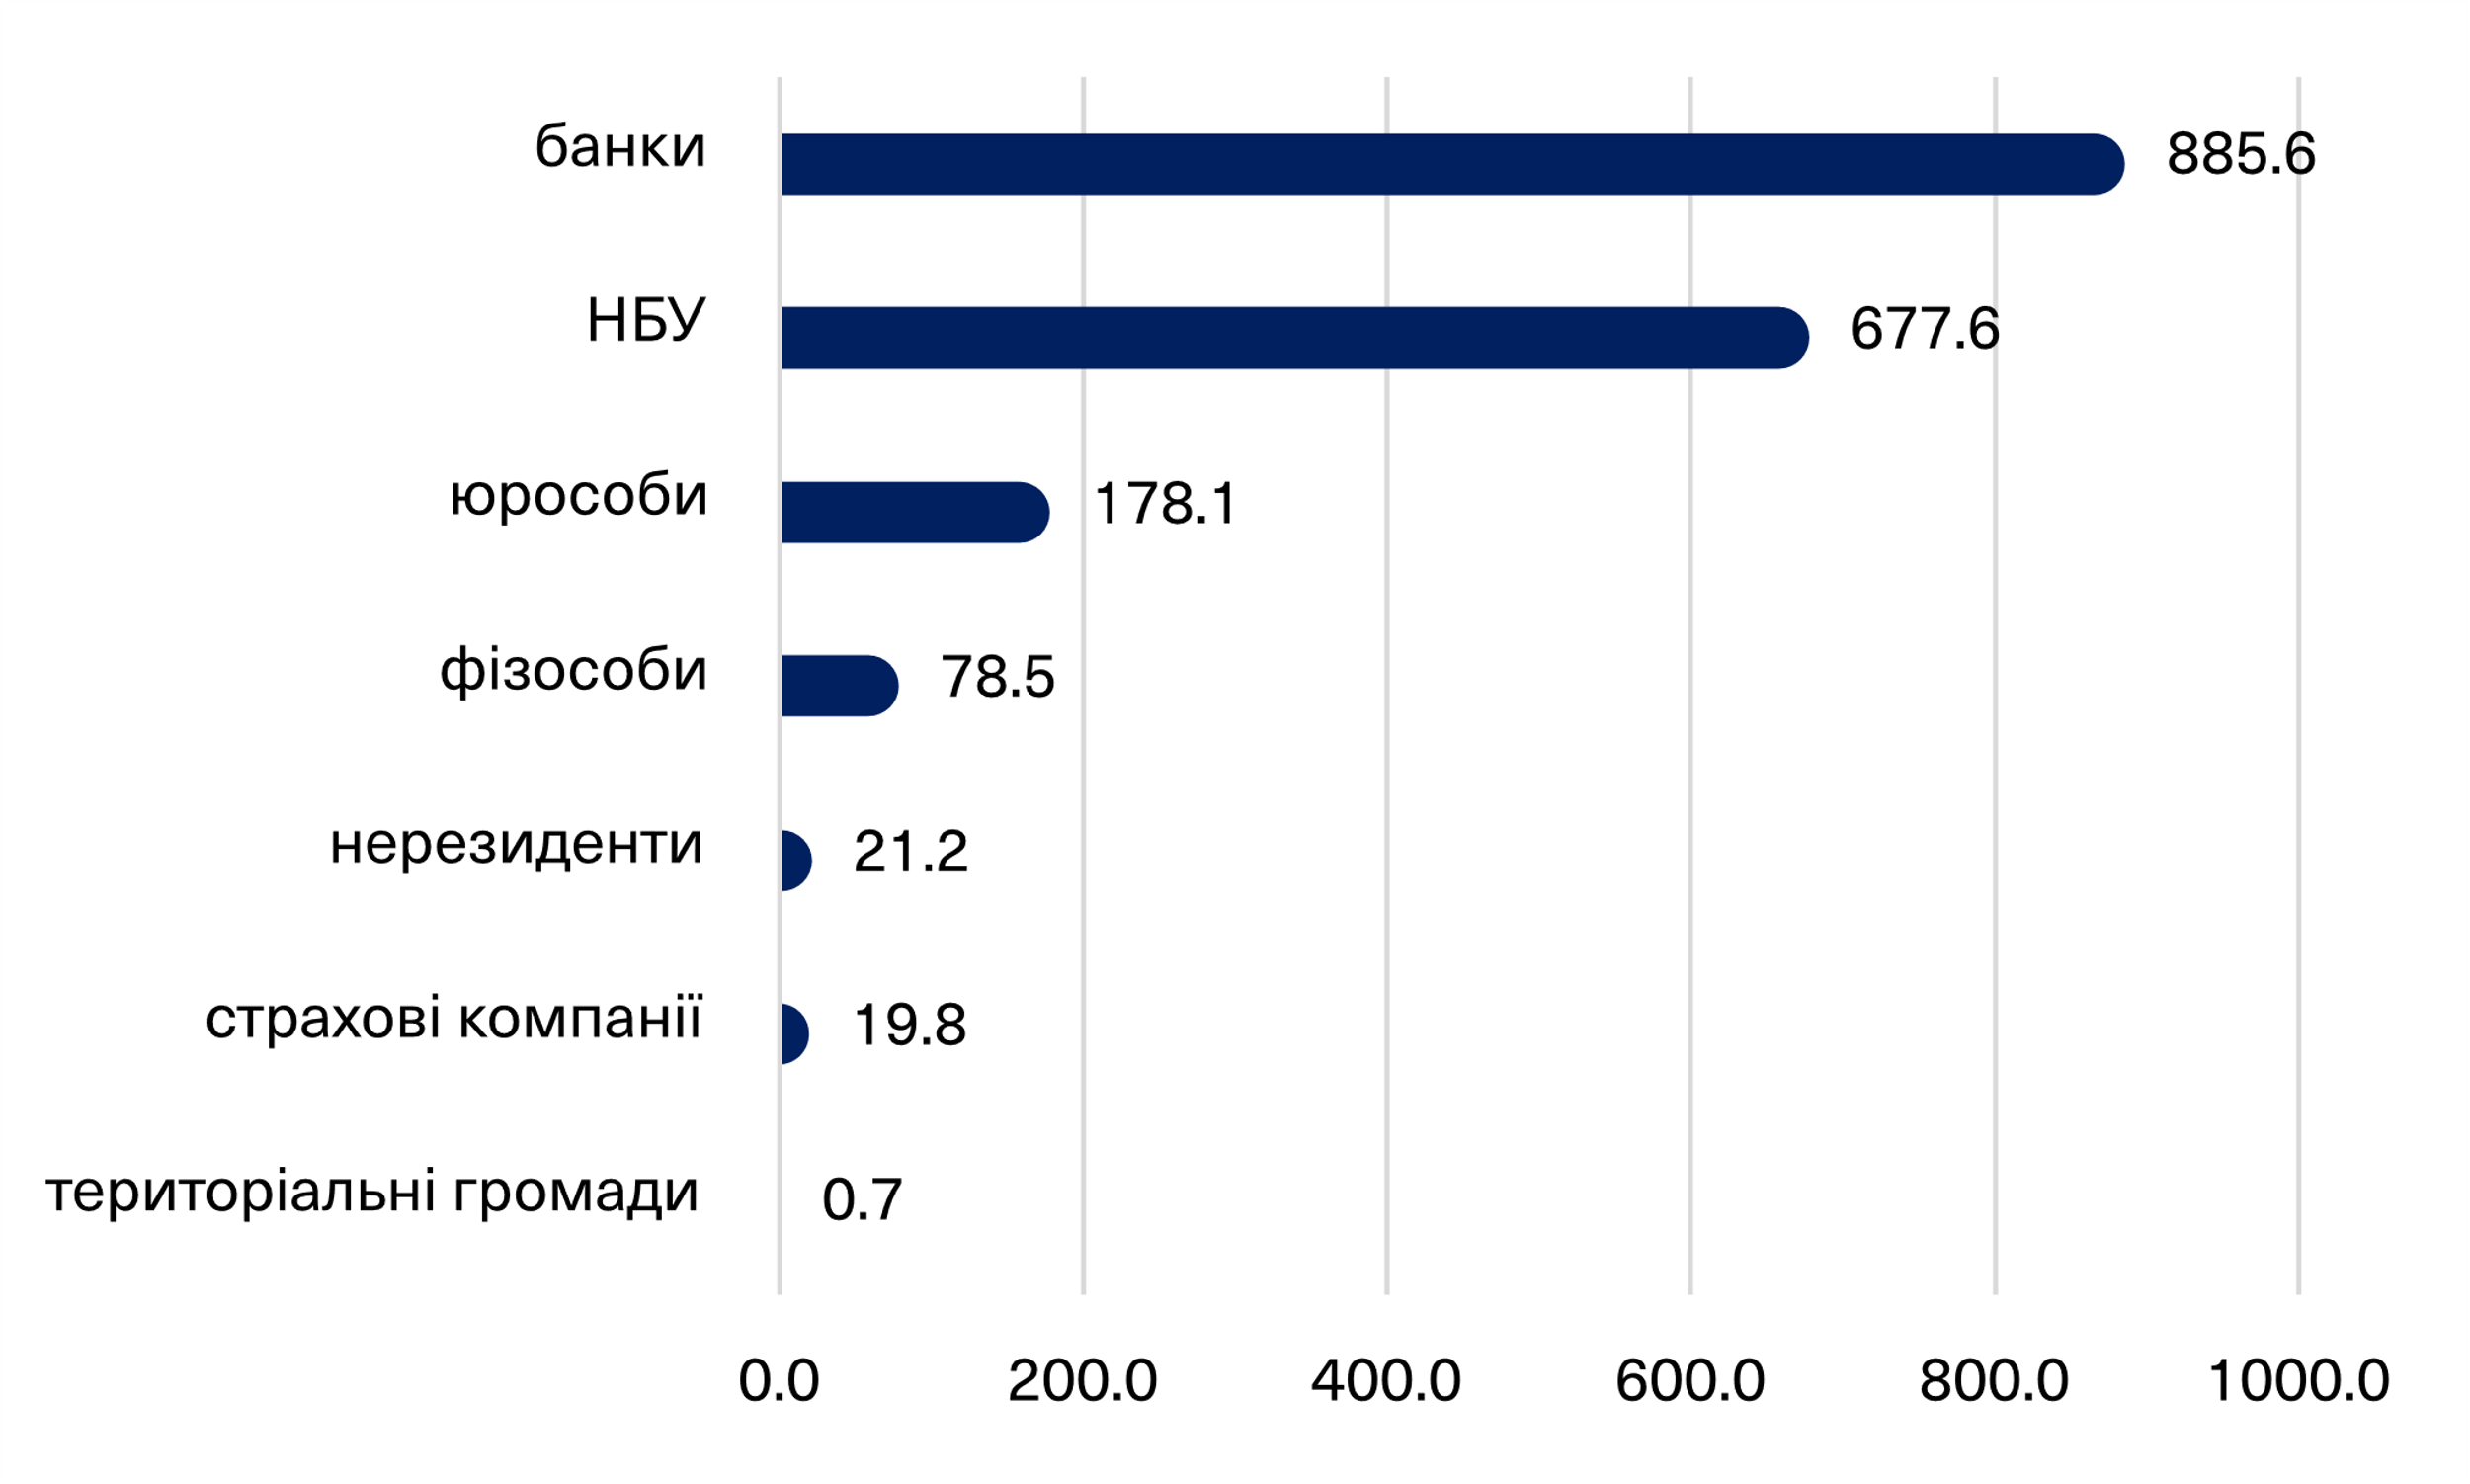 банки 885.6
НБУ 677.6
юрособи 178.1
фізособи 78.5
нерезиденти 21.2
страхові компанії 19.8
територіальні громади 0.7
0.0 200.0 400.0 600.0 800.0 1000.0